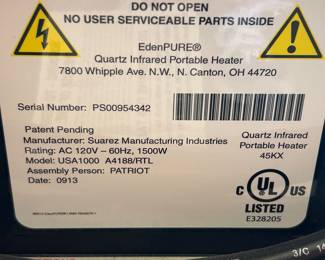 DO NOT OPEN
NO USER SERVICEABLE PARTS INSIDE
EdenPURE®
Quartz Infrared Portable Heater
7800 Whipple Ave. N.W., N. Canton, OH 44720
Serial Number: PS00954342
Patent Pending
Manufacturer: Suarez Manufacturing Industries
Rating: AC 120V – 60Hz, 1500W
Model: USA1000 A4188/RTL
Assembly Person: PATRIOT
Date: 0913
Quartz Infrared
Portable Heater
45KX
C UL US
LISTED
E328205
3/C 14